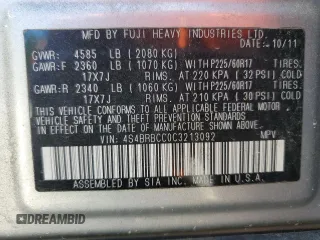 MFD BY FUJI HEAVY INDUSTRIES LTD.
DATE: 10/11
GVWR: 4585 LB (2080 KG)
GAWR:F 2360 LB (1070 KG) WITH P225/60R17 TIRES.
17X7J RIMS. AT 220 KPA (32 PSI) COLD
GAWR:R 2340 LB (1060 KG) WITH P225/60R17 TIRES.
17X7J RIMS. AT 210 KPA (30 PSI) COLD
THIS VEHICLE CONFORMS TO ALL APPLICABLE FEDERAL
MOTOR VEHICLE SAFETY STANDARDS IN EFFECT ON THE
DATE OF MANUFACTURE SHOWN ABOVE.
VIN: 4S4BRBCC0C3213092 MPV
ASSEMBLED BY SIA INC. MADE IN U.S.A.
DREAMBID